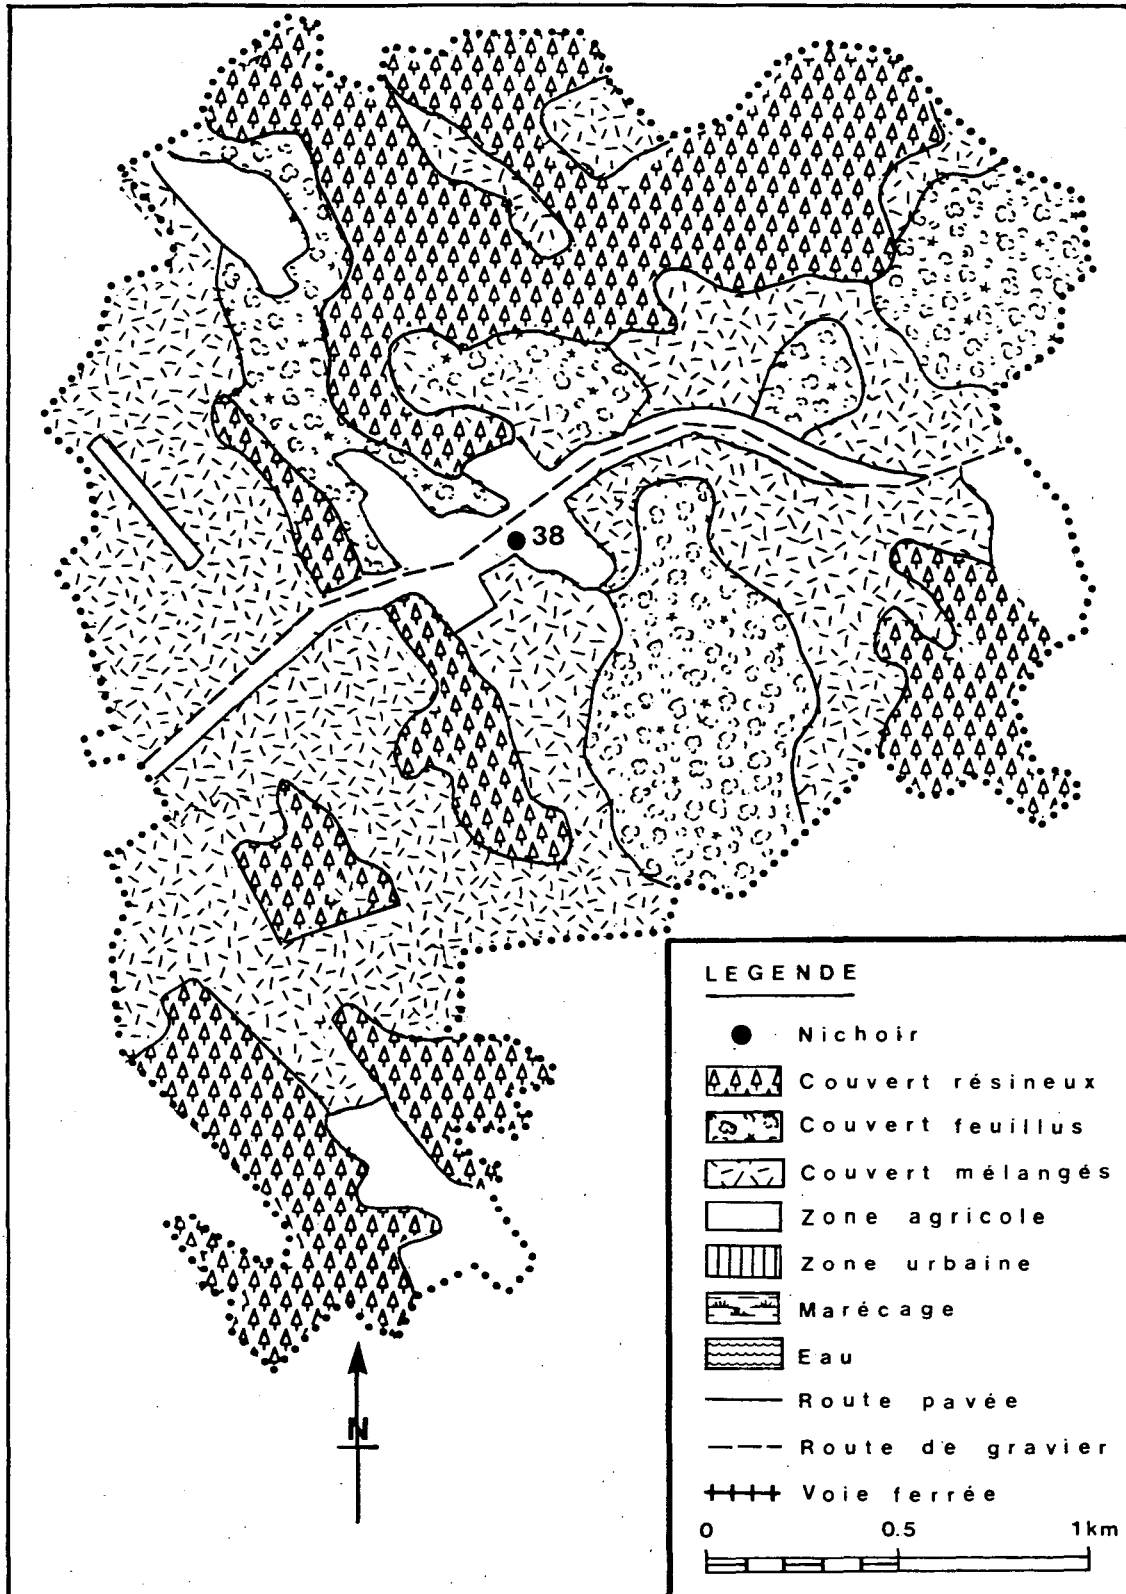 38
LEGENDE
Nichoir
Couvert résineux
Couvert feuillus
Couvert mélangés
Zone agricole
Zone urbaine
Marécage
Eau
Route pavée
Route de gravier
Voie ferrée
0 0.5 1km
N